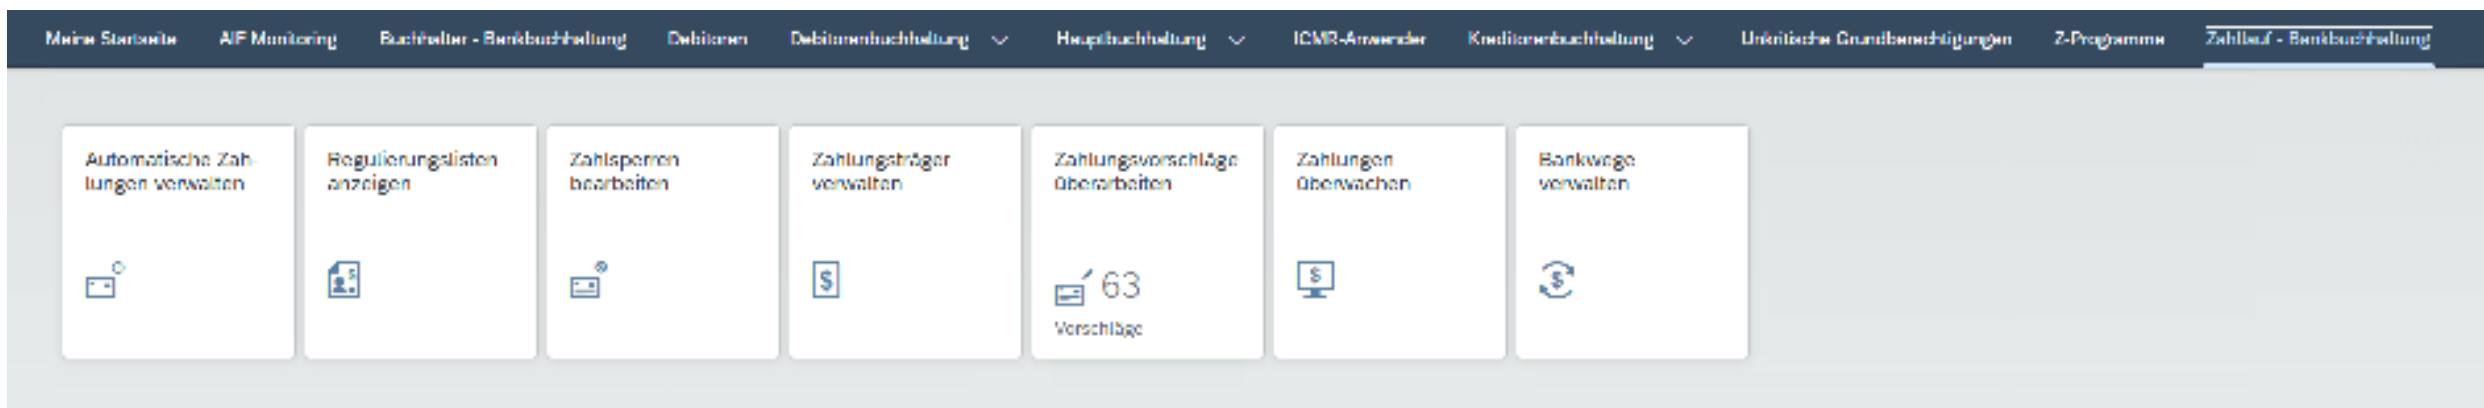 Meine Startseite AIF Monitoring Buchhalter - Bankbuchhaltung Debitoren Debitorenbuchhaltung Hauptbuchhaltung ICMR-Anwender Kreditorenbuchhaltung Unkritische Grundberechtigungen Z-Programme Zahllauf - Bankbuchhaltung
Automatische Zah-
lungen verwalten
Regulierungslisten
anzeigen
Zahlsperren
bearbeiten
Zahlungsträger
verwalten
Zahlungsvorschläge
überarbeiten
63
Vorschläge
Zahlungen
überwachen
Bankwege
verwalten